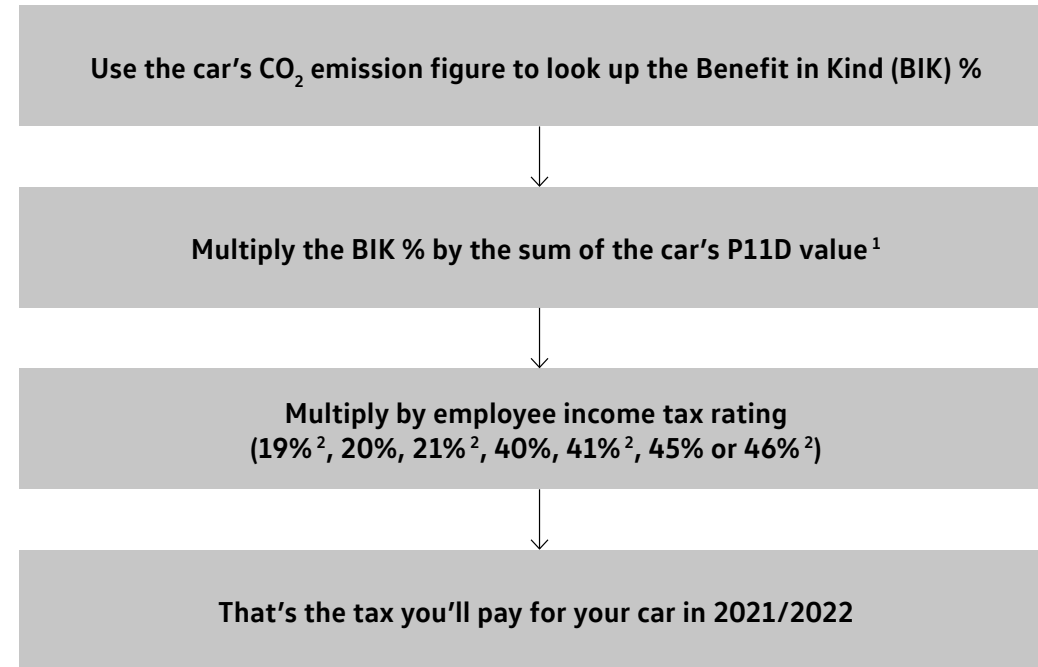 Use the car's CO₂ emission figure to look up the Benefit in Kind (BIK) %
Multiply the BIK % by the sum of the car's P11D value ¹
Multiply by employee income tax rating
(19% ², 20%, 21% ², 40%, 41% ², 45% or 46% ²)
That's the tax you'll pay for your car in 2021/2022